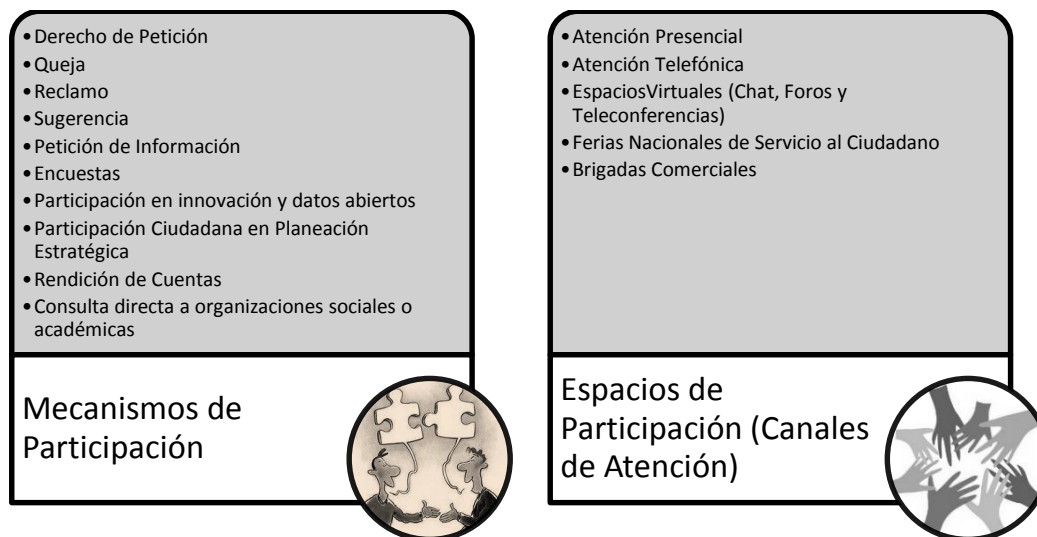 •Derecho de Petición
•Queja
•Reclamo
•Sugerencia
•Petición de Información
•Encuestas
•Participación en innovación y datos abiertos
•Participación Ciudadana en Planeación
Estratégica
•Rendición de Cuentas
•Consulta directa a organizaciones sociales o
académicas
Mecanismos de
Participación
•Atención Presencial
•Atención Telefónica
•EspaciosVirtuales (Chat, Foros y
Teleconferencias)
•Ferias Nacionales de Servicio al Ciudadano
•Brigadas Comerciales
Espacios de
Participación (Canales
de Atención)